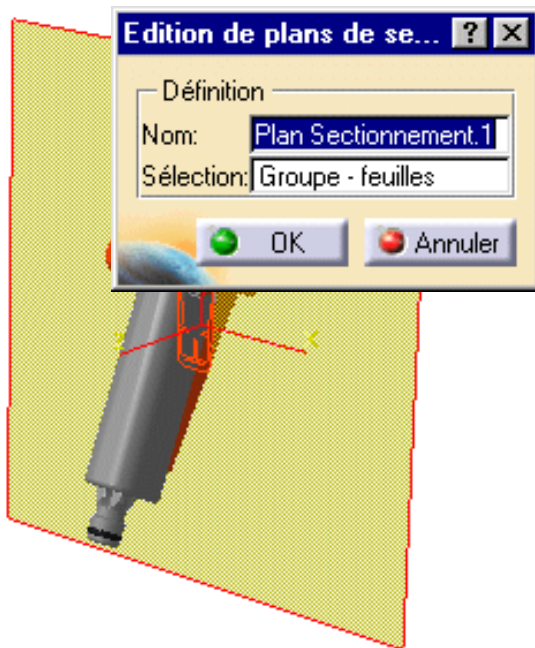 Edition de plans de se... ? X
Définition
Nom: Plan Sectionnement.1
Sélection: Groupe - feuilles
OK Annuler